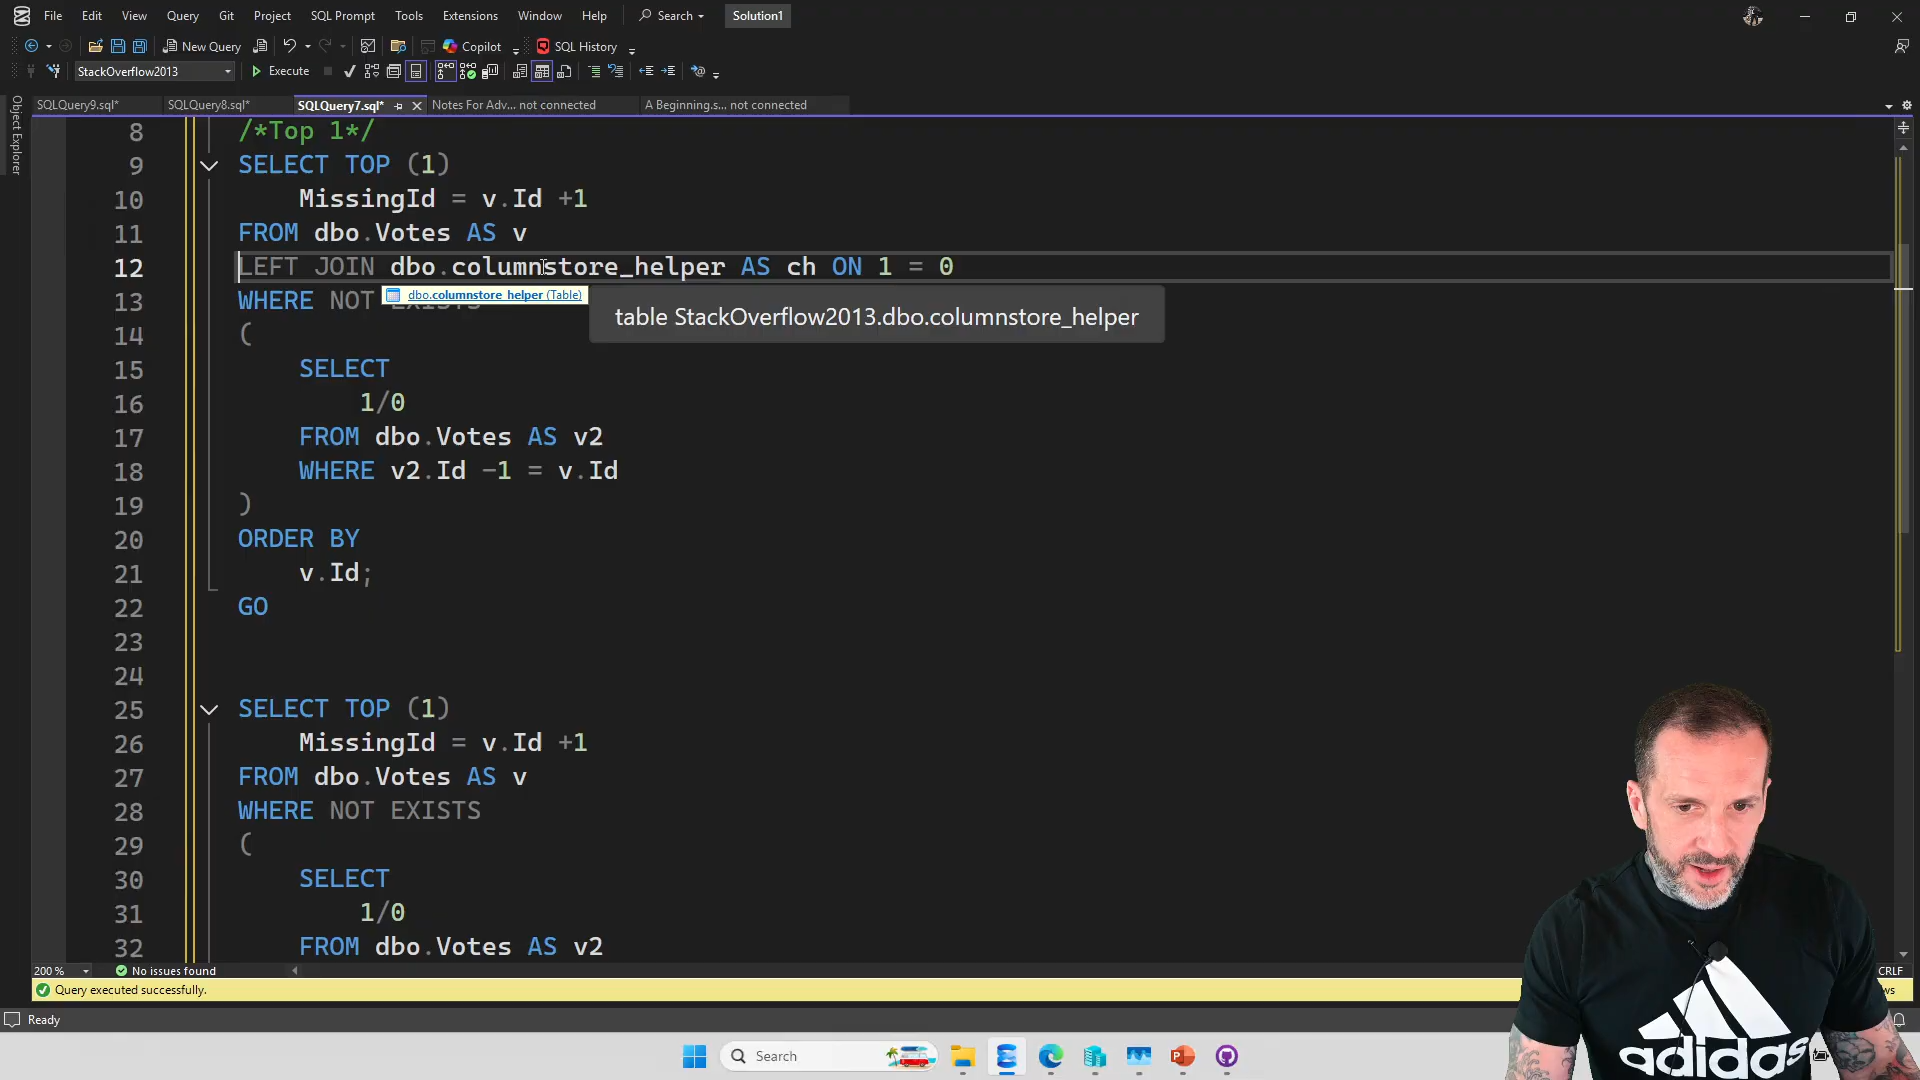 File Edit View Query Git Project SQL Prompt Tools Extensions Window Help Search Solution1
New Query Copilot SQL History
StackOverflow2013 Execute
SQLQuery9.sql* SQLQuery8.sql* SQLQuery7.sql* Notes For Adv... not connected A Beginning.s... not connected
Object Explorer
8 /*Top 1*/
9 SELECT TOP (1)
10 MissingId = v.Id +1
11 FROM dbo.Votes AS v
12 LEFT JOIN dbo.columnstore_helper AS ch ON 1 = 0
13 WHERE NOT EXISTS
dbo.columnstore_helper (Table)
table StackOverflow2013.dbo.columnstore_helper
14 (
15 SELECT
16 1/0
17 FROM dbo.Votes AS v2
18 WHERE v2.Id -1 = v.Id
19 )
20 ORDER BY
21 v.Id;
22 GO
23
24
25 SELECT TOP (1)
26 MissingId = v.Id +1
27 FROM dbo.Votes AS v
28 WHERE NOT EXISTS
29 (
30 SELECT
31 1/0
32 FROM dbo.Votes AS v2
200 % No issues found CRLF
Query executed successfully.
Ready
Search
adidas